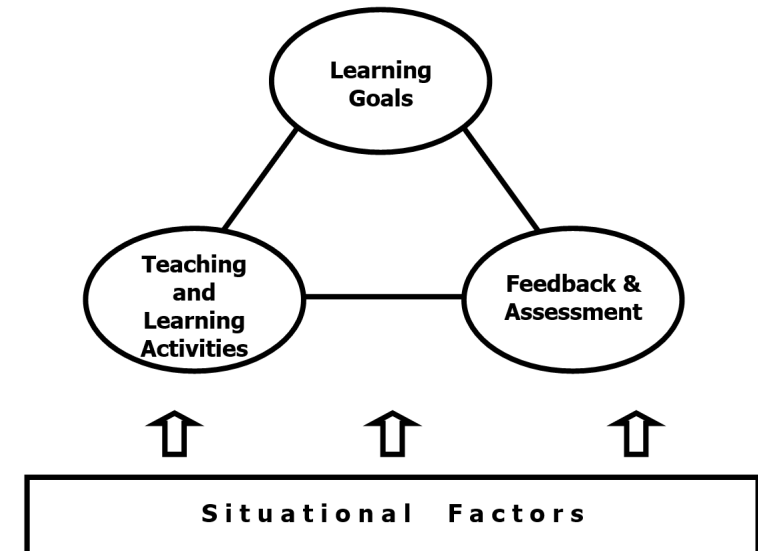 Learning
Goals
Teaching
and
Learning
Activities
Feedback &
Assessment
Situational Factors